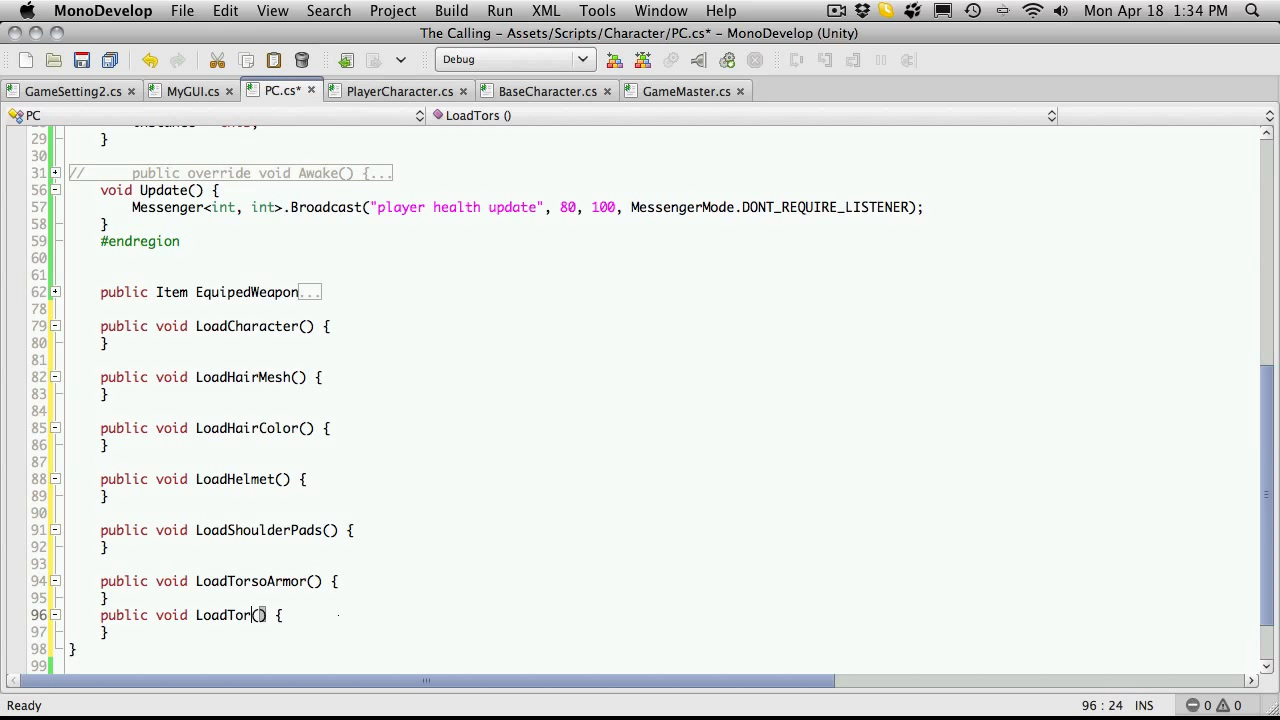 MonoDevelop File Edit View Search Project Build Run XML Tools Window Help Mon Apr 18 1:34 PM
The Calling - Assets/Scripts/Character/PC.cs* - MonoDevelop (Unity)
Debug
GameSetting2.cs MyGUI.cs PC.cs* PlayerCharacter.cs BaseCharacter.cs GameMaster.cs
PC LoadTors ()
29 }
30
31 // public override void Awake() {...
56 void Update() {
57 Messenger<int, int>.Broadcast("player health update", 80, 100, MessengerMode.DONT_REQUIRE_LISTENER);
58 }
59 #endregion
60
61
62 public Item EquipedWeapon...
78
79 public void LoadCharacter() {
80 }
81
82 public void LoadHairMesh() {
83 }
84
85 public void LoadHairColor() {
86 }
87
88 public void LoadHelmet() {
89 }
90
91 public void LoadShoulderPads() {
92 }
93
94 public void LoadTorsoArmor() {
95 }
96 public void LoadTor() {
97 }
98 }
99
Ready 96 : 24 INS 0 0